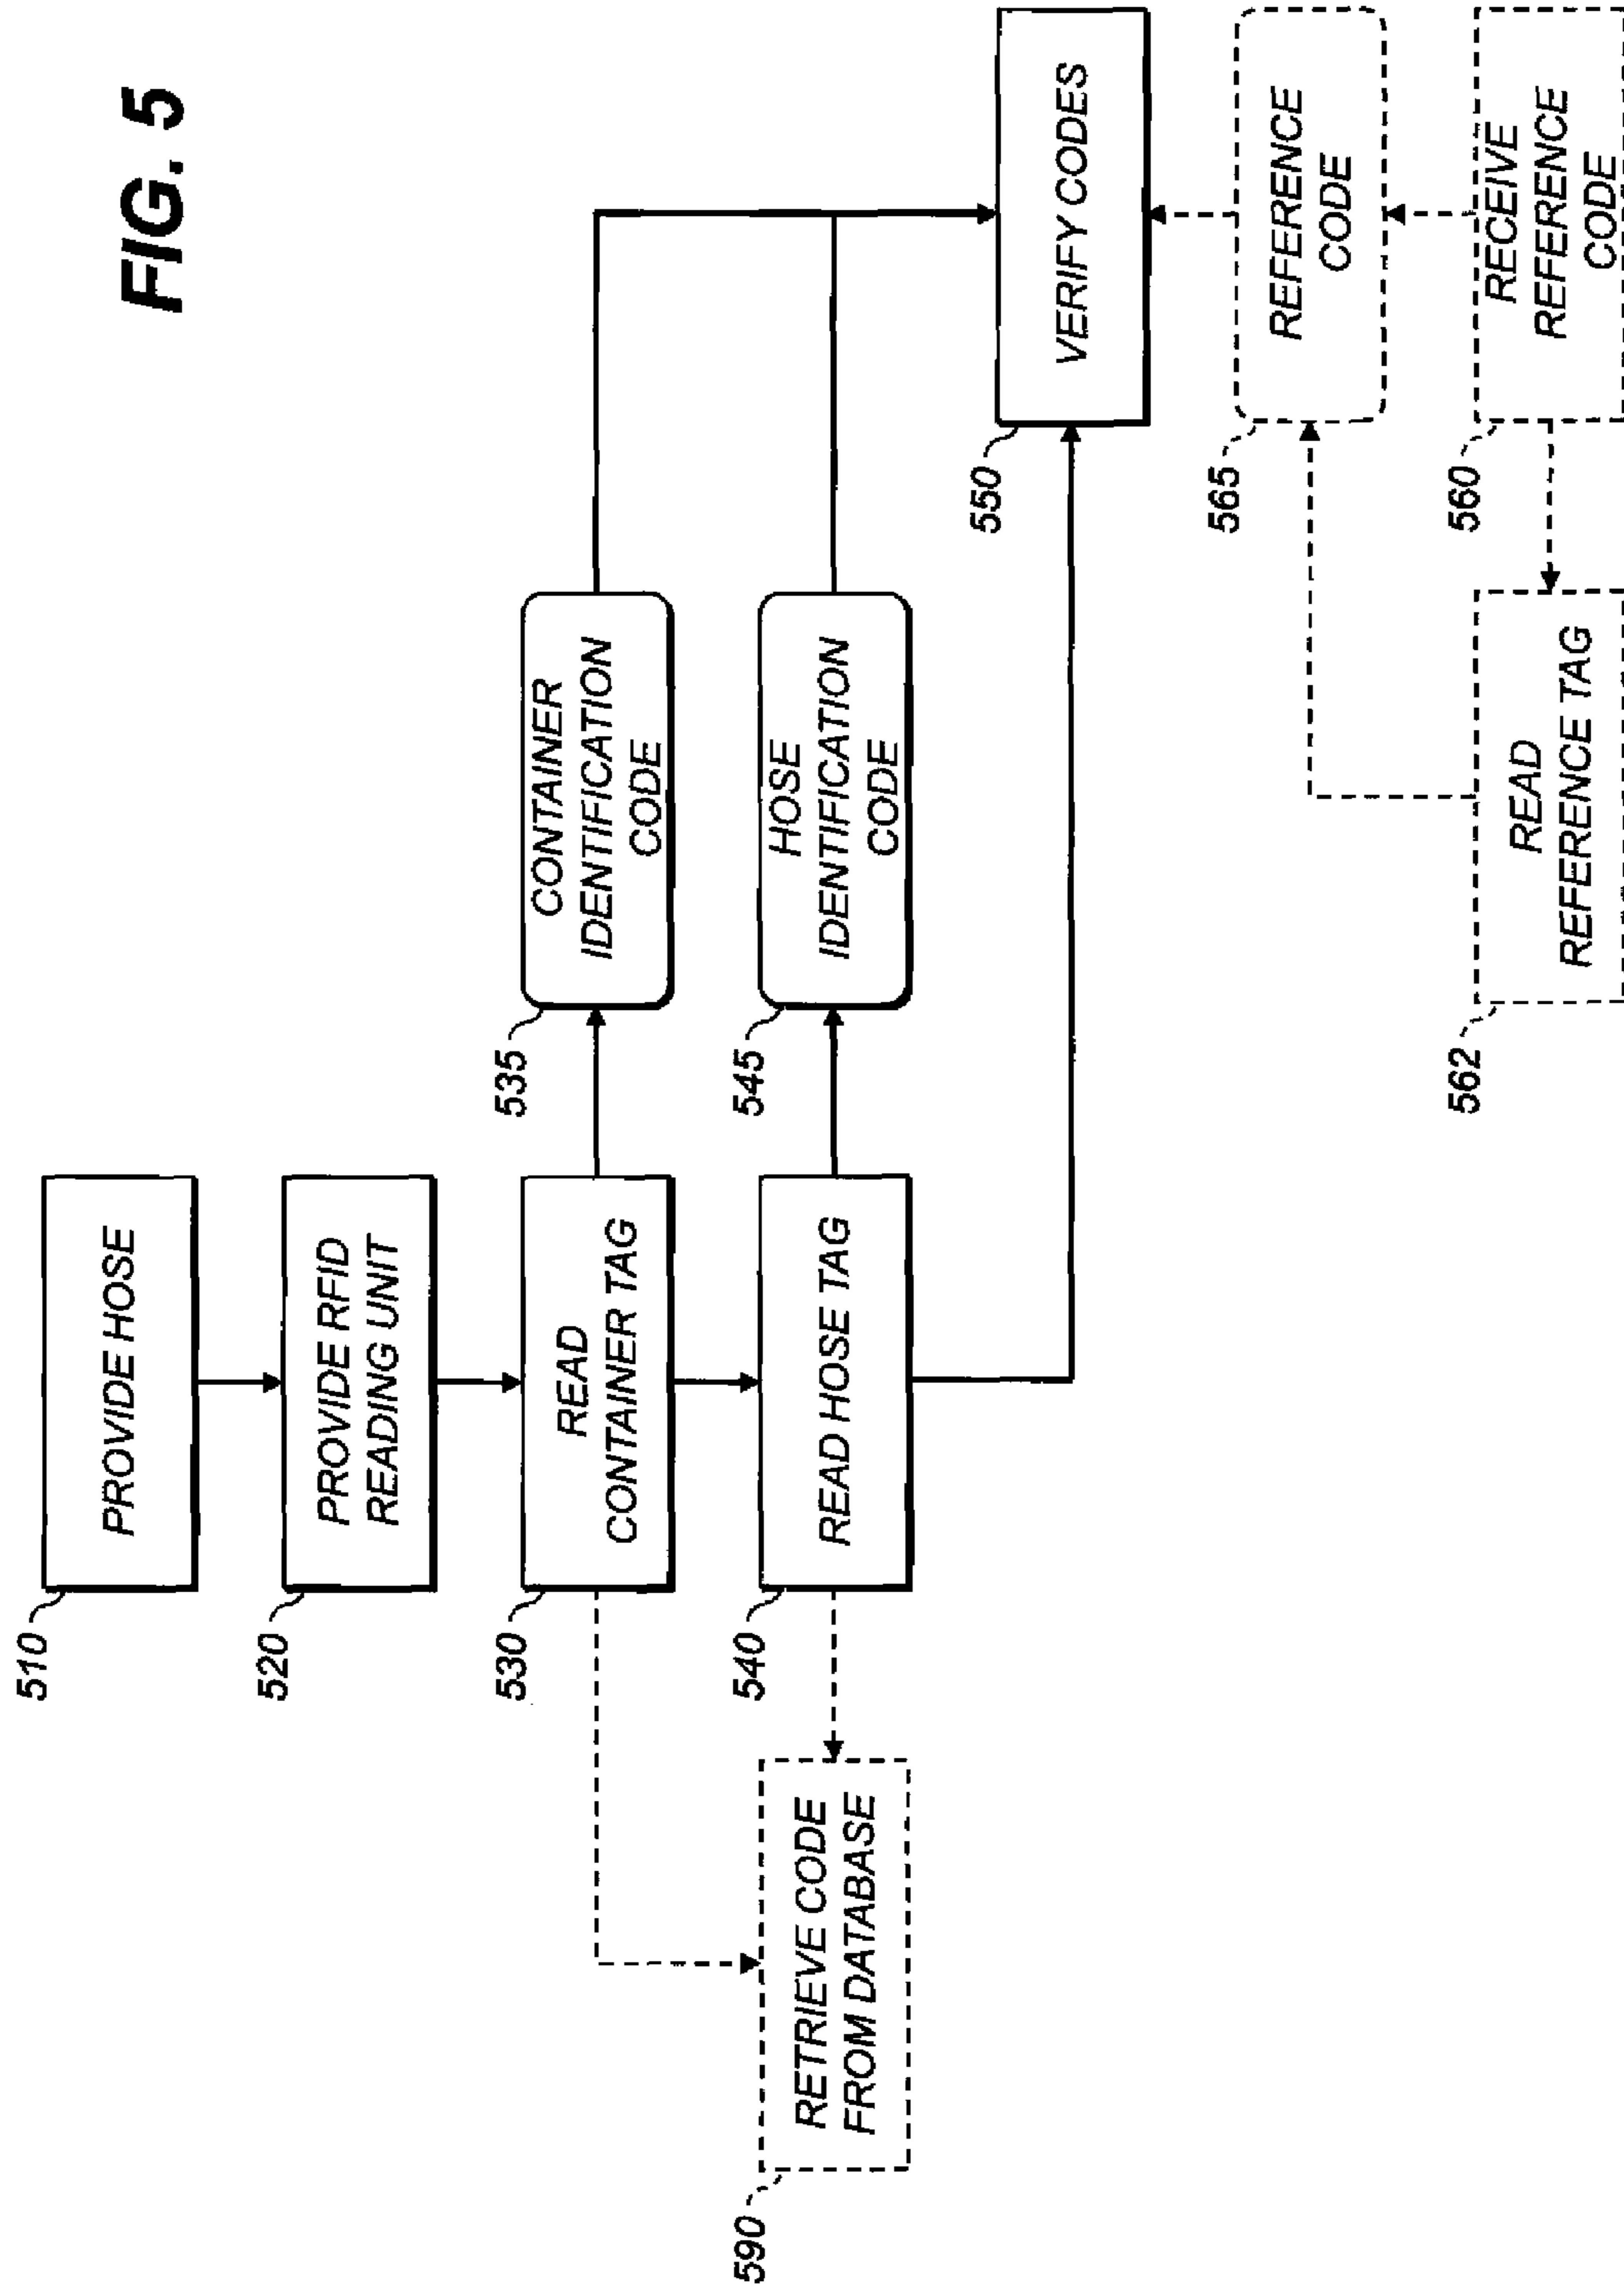 FIG. 5
510
PROVIDE HOSE
520
PROVIDE RFID
READING UNIT
530
READ
CONTAINER TAG
535
CONTAINER
IDENTIFICATION
CODE
540
READ HOSE TAG
545
HOSE
IDENTIFICATION
CODE
590
RETRIEVE CODE
FROM DATABASE
550
VERIFY CODES
565
REFERENCE
CODE
562
READ
REFERENCE TAG
560
RECEIVE
REFERENCE
CODE